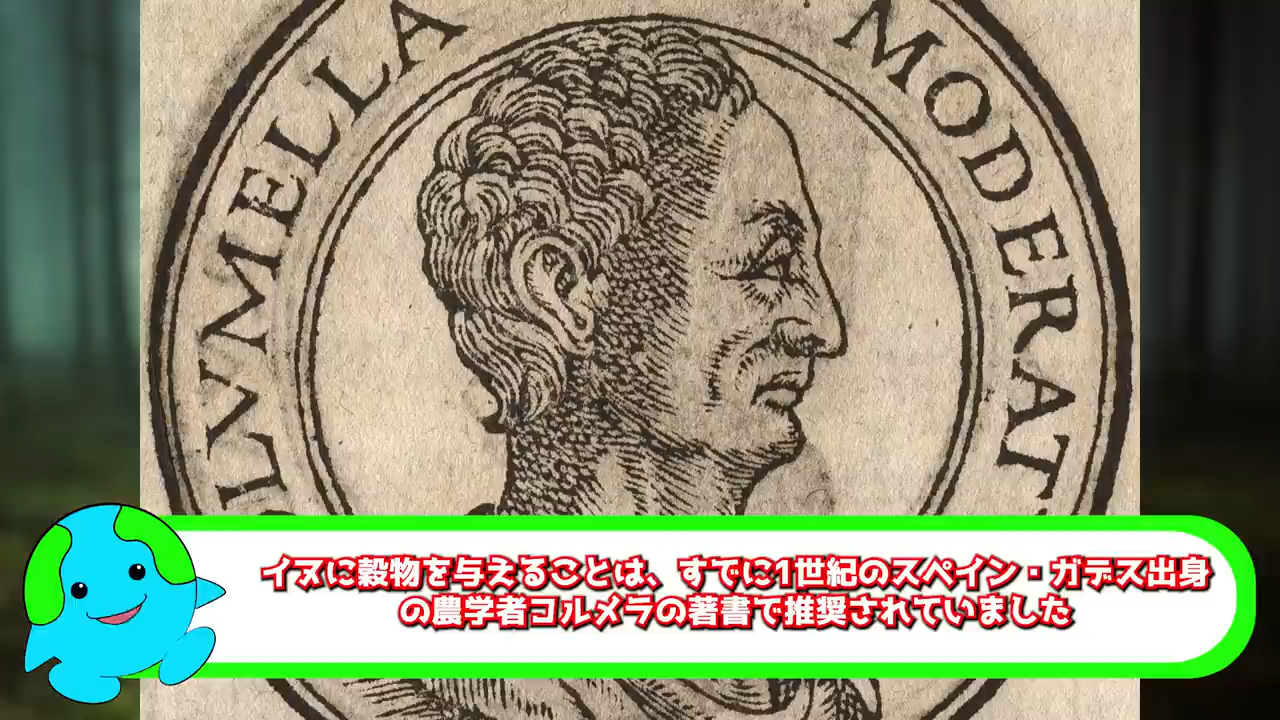 LVMELLA
MODERAT
イヌに穀物を与えることは、すでに1世紀のスペイン・ガデス出身
の農学者コルメラの著書で推奨されていました